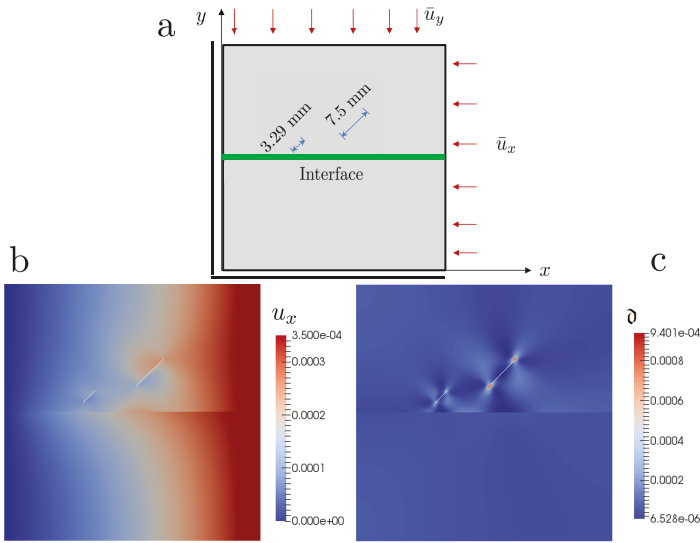 a
y
ū_y
7.5 mm
3.29 mm
ū_x
Interface
x
b
c
u_x
3.500e-04
0.0003
0.0002
0.0001
0.000e+00
𝔡
9.401e-04
0.0008
0.0006
0.0004
0.0002
6.528e-06